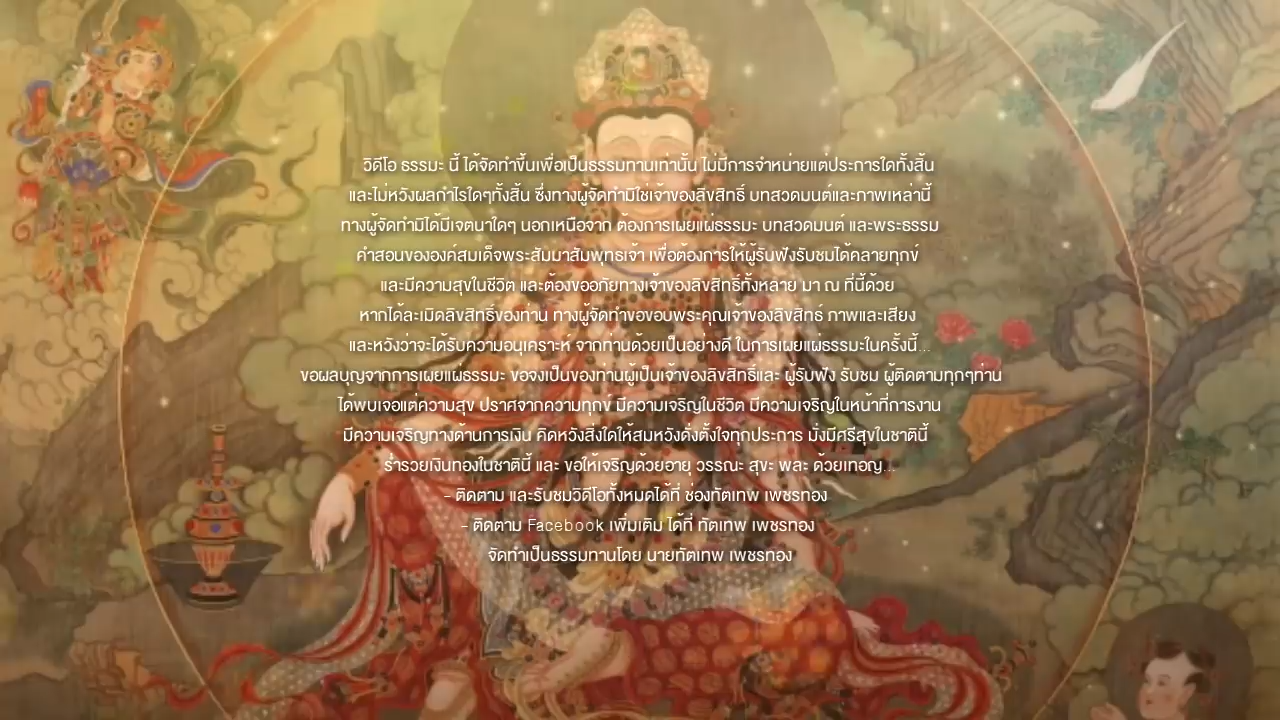 วิดีโอ ธรรมะ นี้ ได้จัดทำขึ้นเพื่อเป็นธรรมทานเท่านั้น ไม่มีการจำหน่ายแต่ประการใดทั้งสิ้น
และไม่หวังผลกำไรใดๆทั้งสิ้น ซึ่งทางผู้จัดทำมิใช่เจ้าของลิขสิทธิ์ บทสวดมนต์และภาพเหล่านี้
ทางผู้จัดทำมิได้มีเจตนาใดๆ นอกเหนือจาก ต้องการเผยแผ่ธรรมะ บทสวดมนต์ และพระธรรม
คำสอนขององค์สมเด็จพระสัมมาสัมพุทธเจ้า เพื่อต้องการให้ผู้รับฟังรับชมได้คลายทุกข์
และมีความสุขในชีวิต และต้องขออภัยทางเจ้าของลิขสิทธิ์ทั้งหลาย มา ณ ที่นี้ด้วย
หากได้ละเมิดลิขสิทธิ์ของท่าน ทางผู้จัดทำขอขอบพระคุณเจ้าของลิขสิทธ์ ภาพและเสียง
และหวังว่าจะได้รับความอนุเคราะห์ จากท่านด้วยเป็นอย่างดี ในการเผยแผ่ธรรมะในครั้งนี้...
ขอผลบุญจากการเผยแผ่ธรรมะ ขอจงเป็นของท่านผู้เป็นเจ้าของลิขสิทธิ์และ ผู้รับฟัง รับชม ผู้ติดตามทุกๆท่าน
ได้พบเจอแต่ความสุข ปราศจากความทุกข์ มีความเจริญในชีวิต มีความเจริญในหน้าที่การงาน
มีความเจริญทางด้านการเงิน คิดหวังสิ่งใดให้สมหวังดั่งตั้งใจทุกประการ มั่งมีศรีสุขในชาตินี้
ร่ำรวยเงินทองในชาตินี้ และ ขอให้เจริญด้วยอายุ วรรณะ สุขะ พละ ด้วยเทอญ...
- ติดตาม และรับชมวิดีโอทั้งหมดได้ที่ ช่องทัตเทพ เพชรทอง
- ติดตาม Facebook เพิ่มเติม ได้ที่ ทัตเทพ เพชรทอง
จัดทำเป็นธรรมทานโดย นายทัตเทพ เพชรทอง